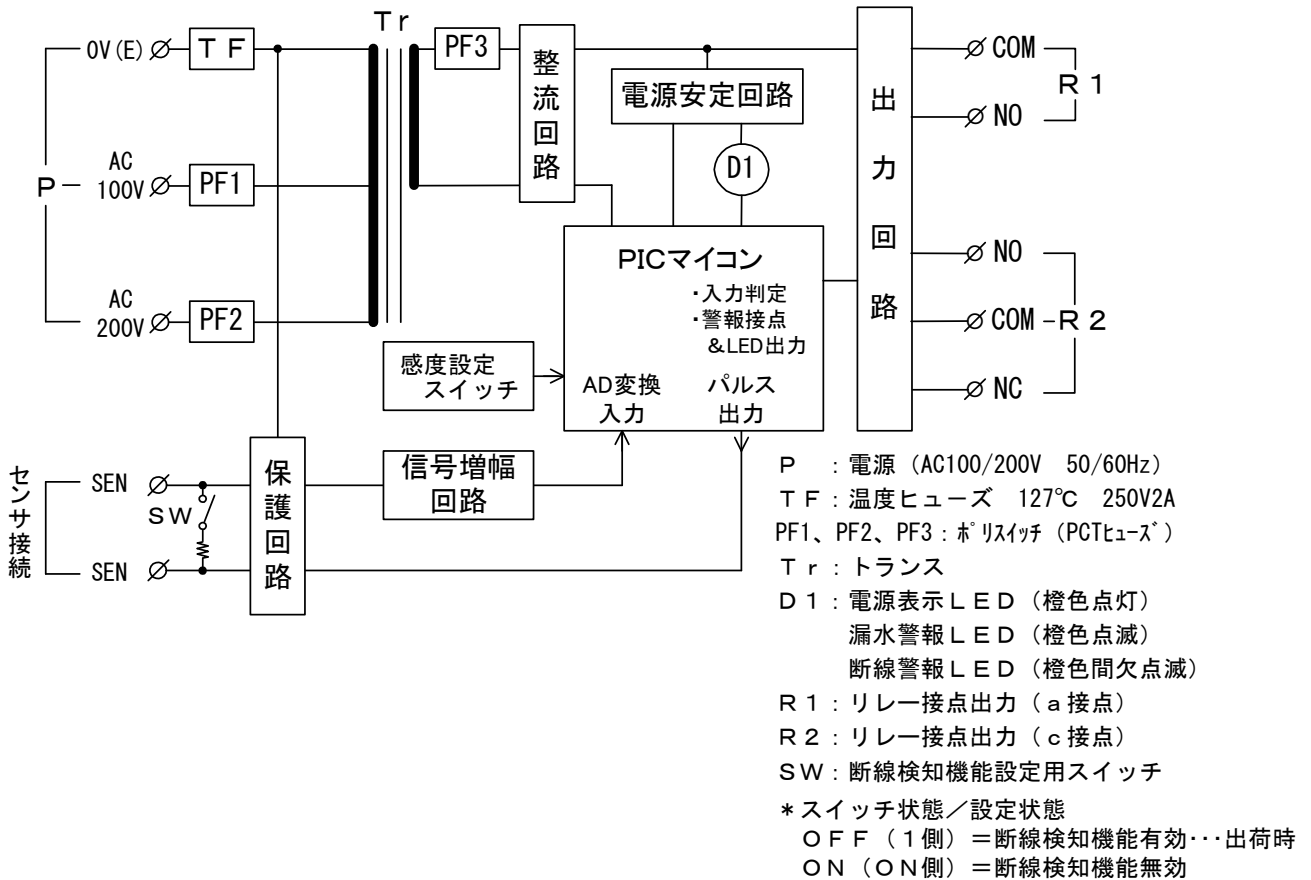 Tr
0V(E)
TF
PF3
整流回路
電源安定回路
出力回路
COM
NO
R1
P
AC
100V
PF1
D1
AC
200V
PF2
PICマイコン
・入力判定
・警報接点
&LED出力
AD変換
入力
パルス
出力
感度設定
スイッチ
NO
COM
NC
R2
センサ接続
SEN
SEN
SW
保護回路
信号増幅
回路
P :電源(AC100/200V 50/60Hz)
TF:温度ヒューズ 127℃ 250V2A
PF1、PF2、PF3:ポリスイッチ(PCTヒューズ)
Tr:トランス
D1:電源表示LED(橙色点灯)
漏水警報LED(橙色点滅)
断線警報LED(橙色間欠点滅)
R1:リレー接点出力(a接点)
R2:リレー接点出力(c接点)
SW:断線検知機能設定用スイッチ
*スイッチ状態/設定状態
OFF(1側)=断線検知機能有効・・・出荷時
ON(ON側)=断線検知機能無効